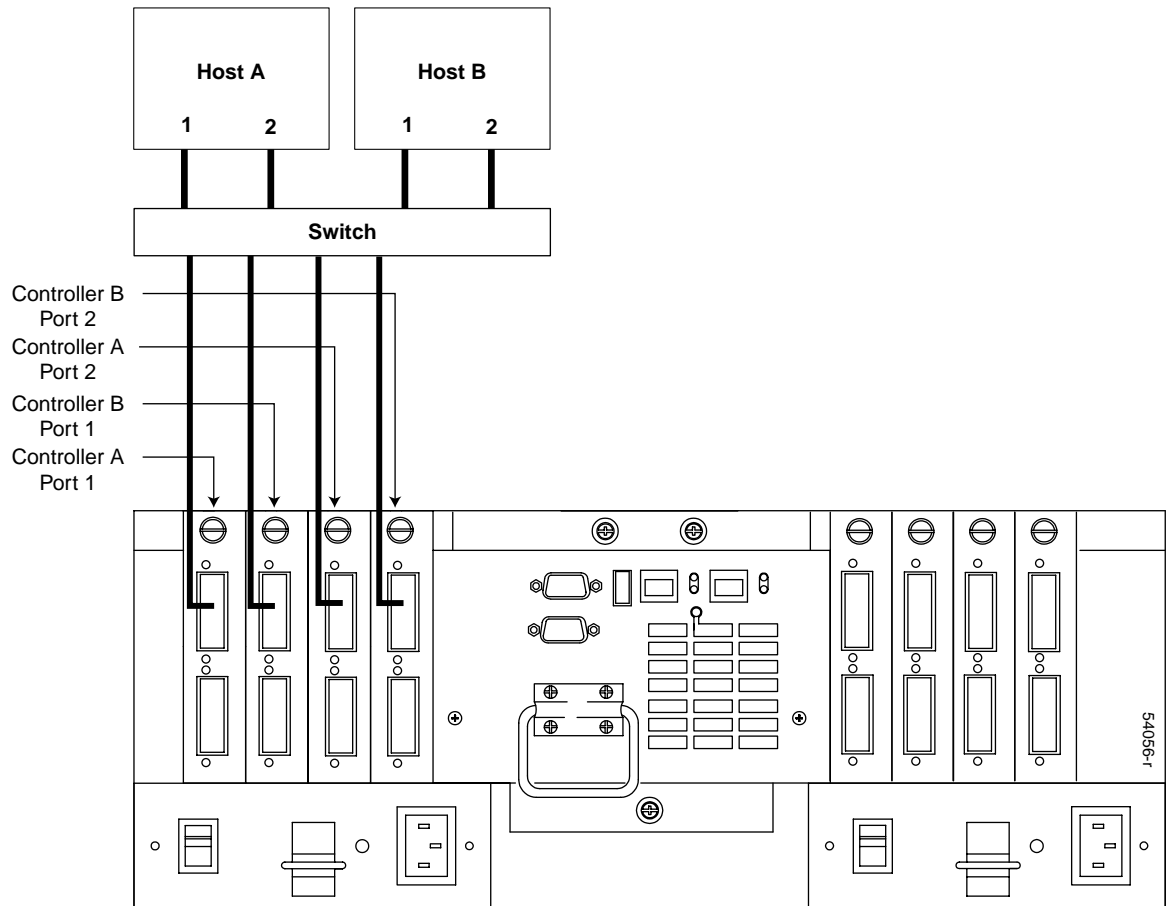 Host A
Host B
1
2
1
2
Switch
Controller B
Port 2
Controller A
Port 2
Controller B
Port 1
Controller A
Port 1
54056-r